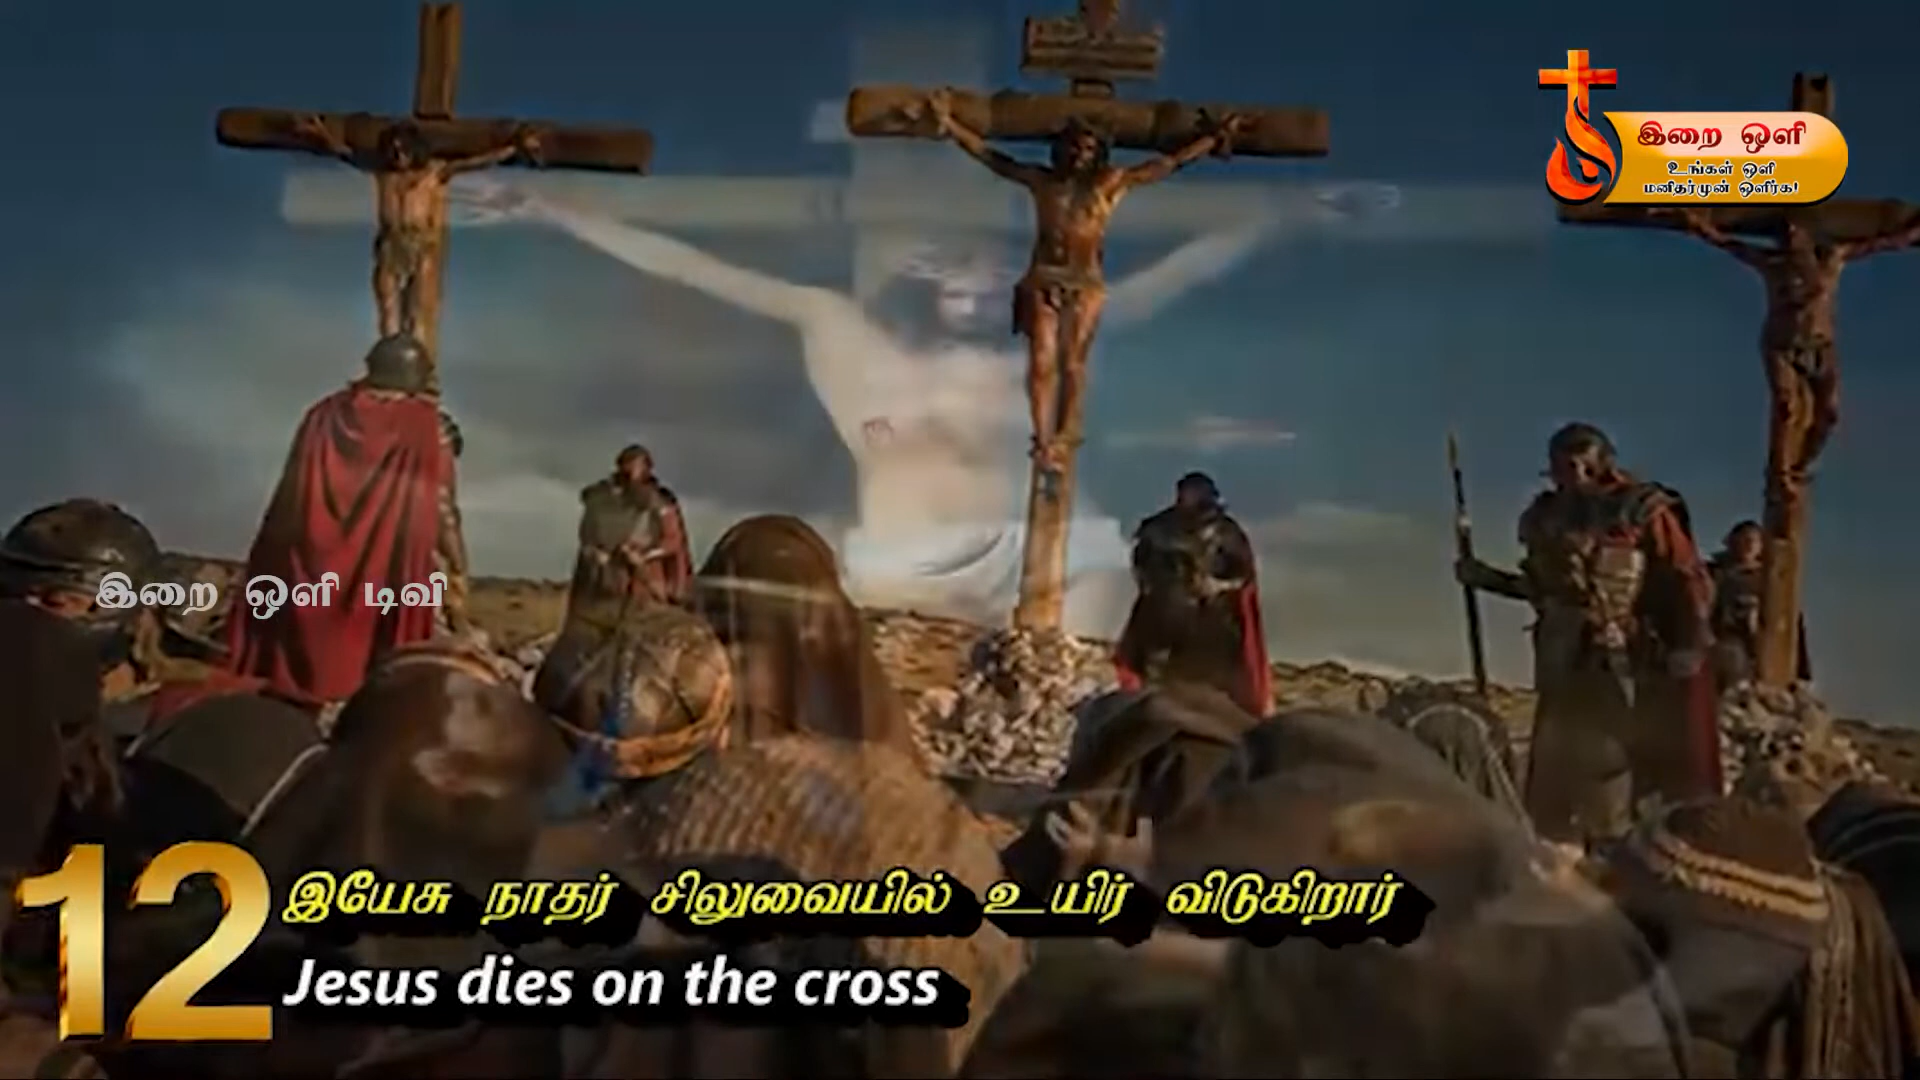 இறை ஒளி
உங்கள் ஒளி
மனிதர்முன் ஒளிர்க!
இறை ஒளி டிவி
12
இயேசு நாதர் சிலுவையில் உயிர் விடுகிறார்
Jesus dies on the cross